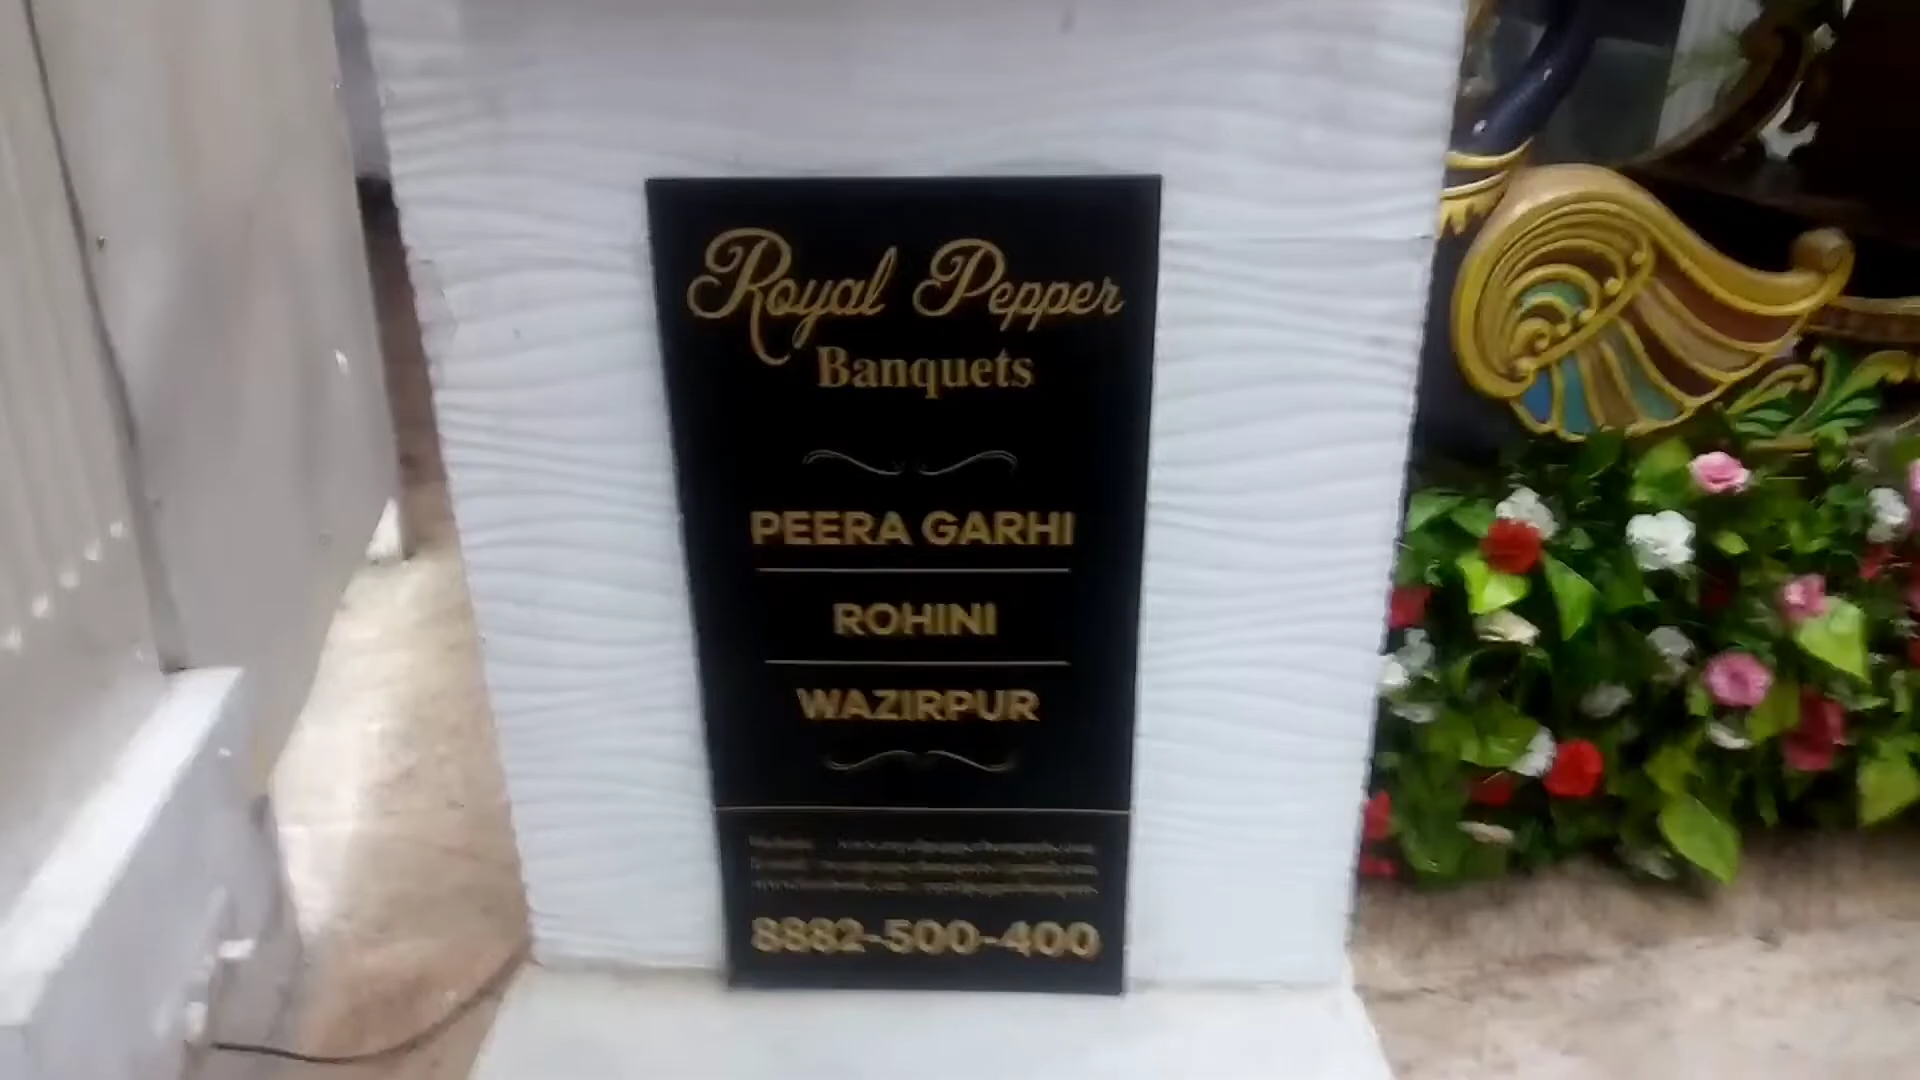 Royal Pepper
Banquets
PEERA GARHI
ROHINI
WAZIRPUR
8882-500-400